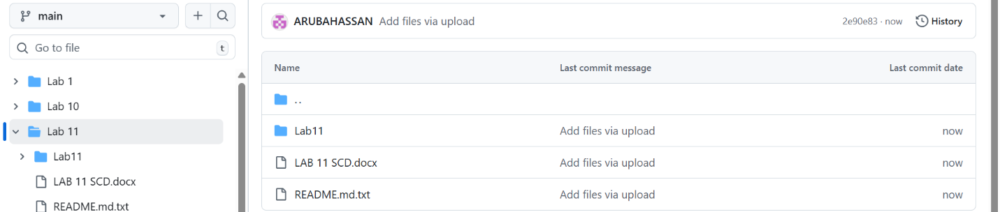 main
Go to file
t
Lab 1
Lab 10
Lab 11
Lab11
LAB 11 SCD.docx
README.md.txt
ARUBAHASSAN Add files via upload 2e90e83 · now History
Name Last commit message Last commit date
..
Lab11 Add files via upload now
LAB 11 SCD.docx Add files via upload now
README.md.txt Add files via upload now